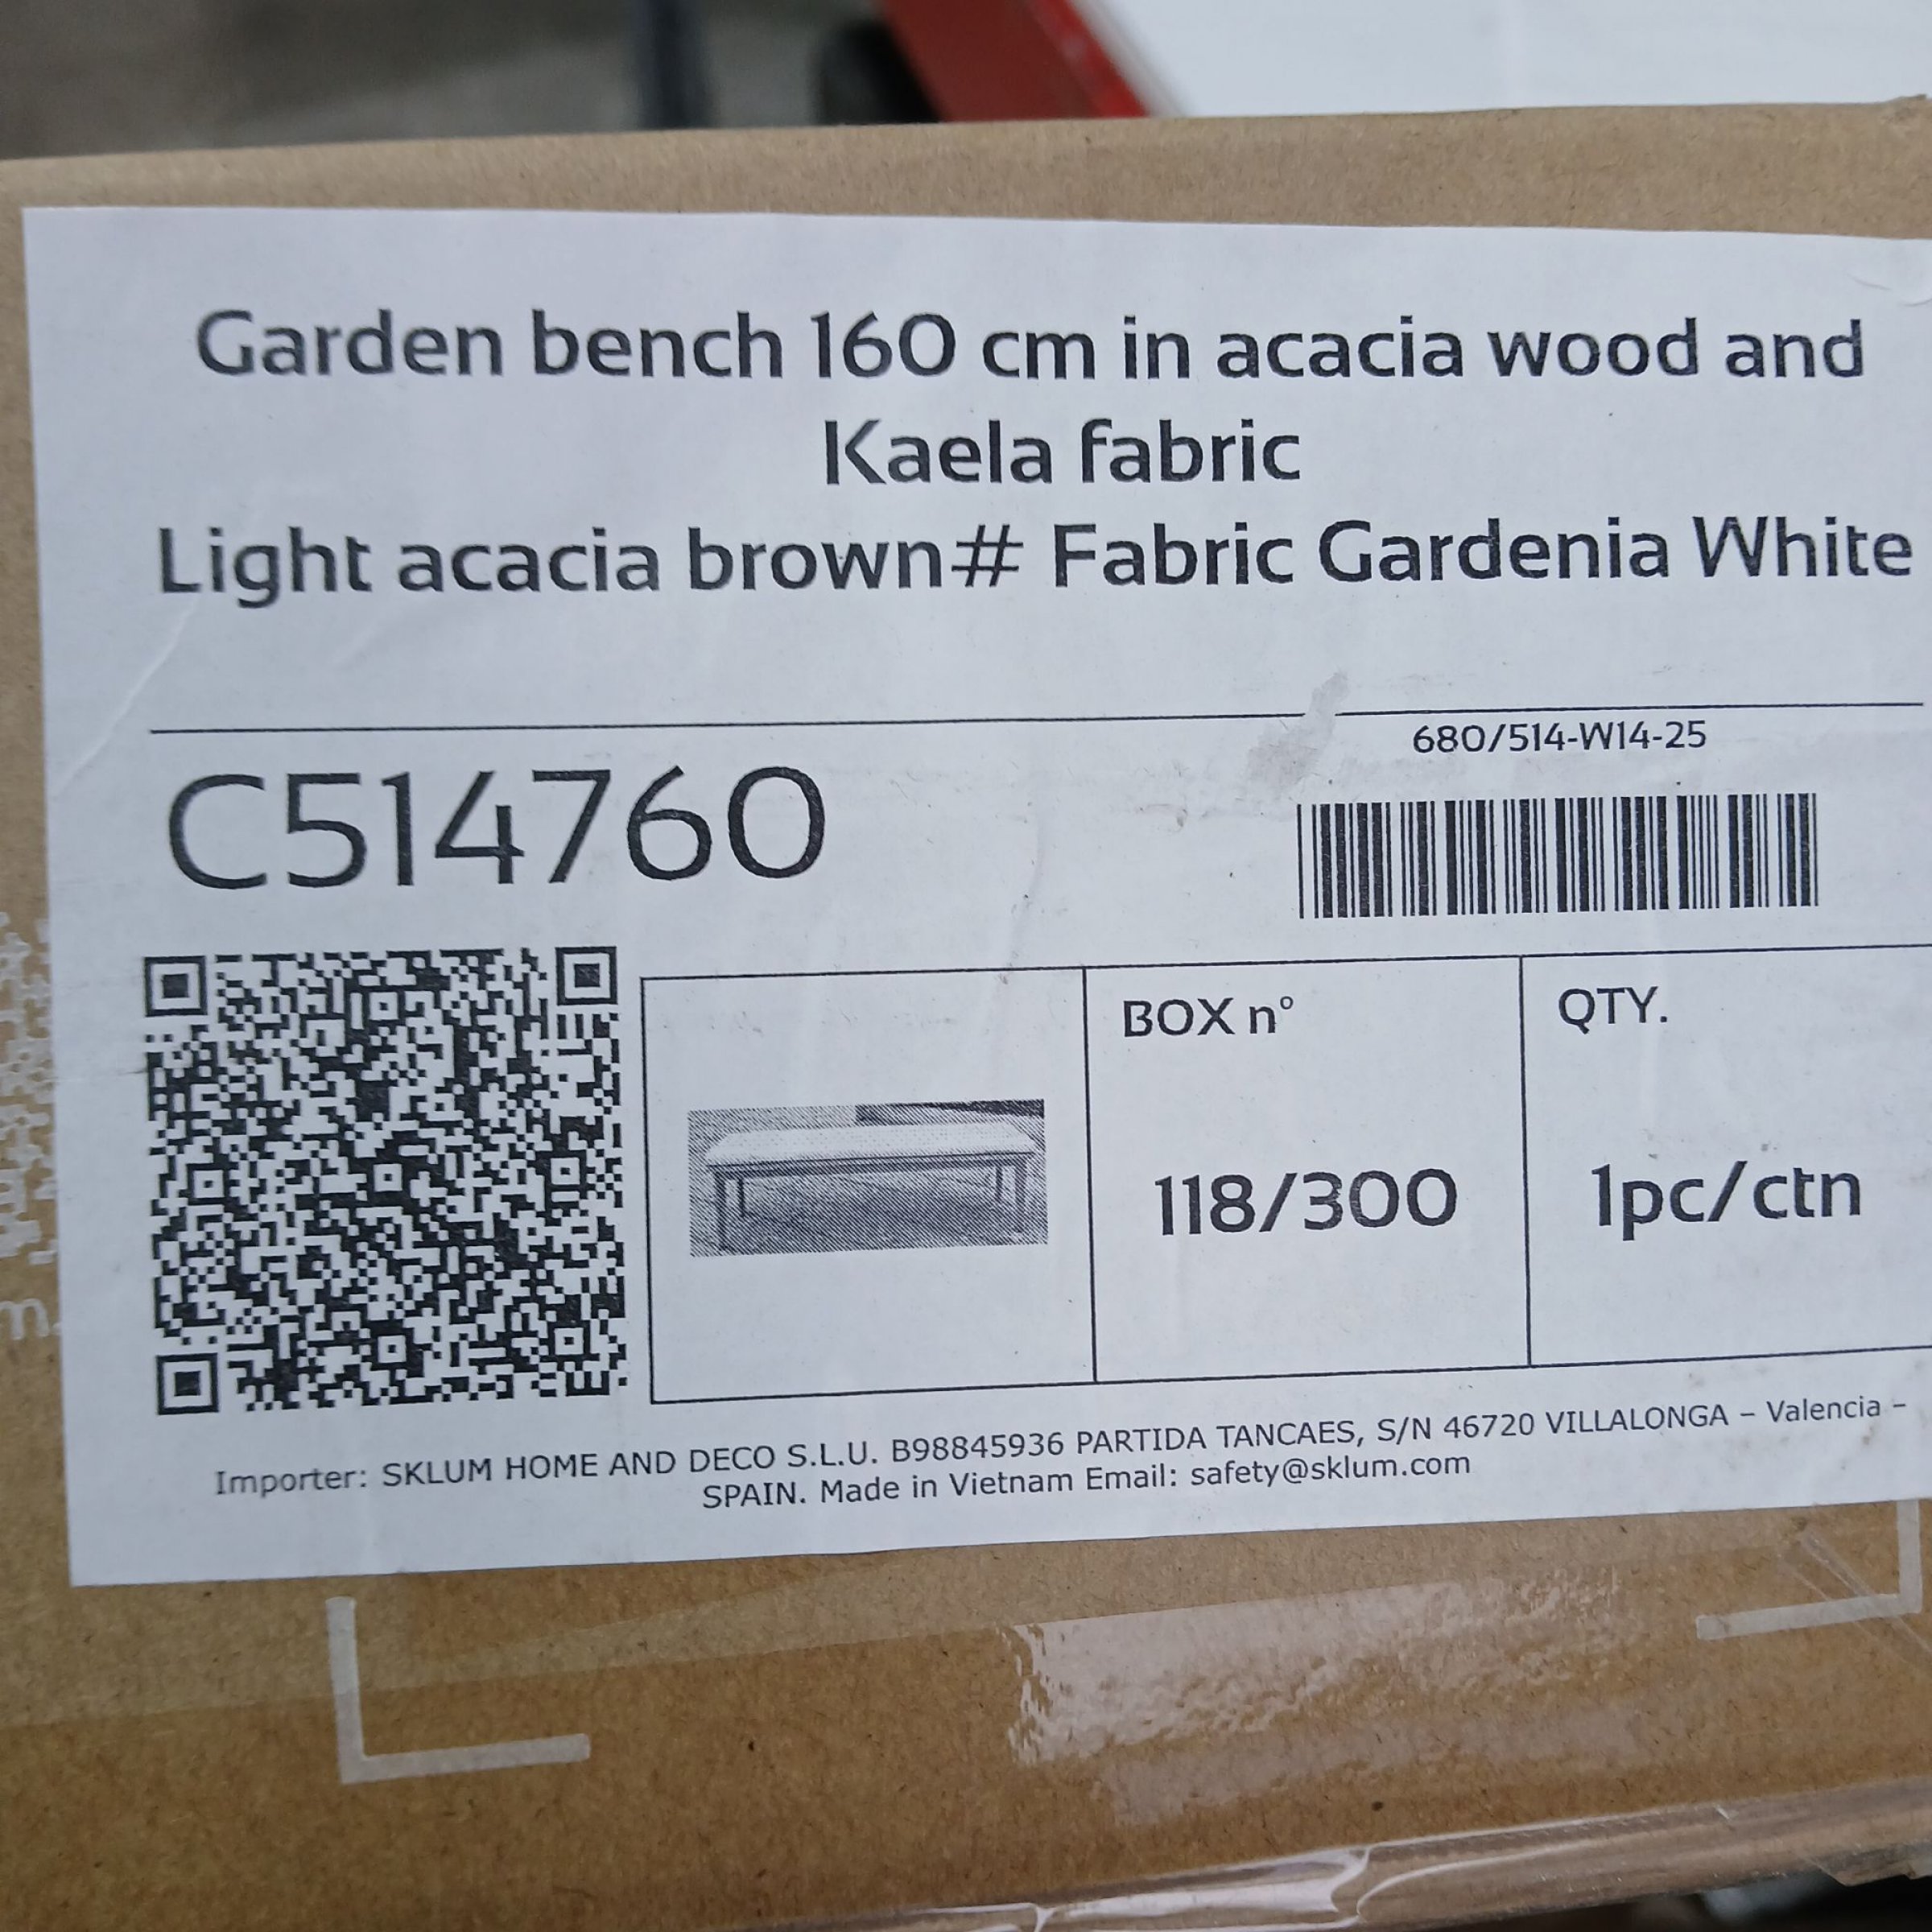 Garden bench 160 cm in acacia wood and
Kaela fabric
Light acacia brown# Fabric Gardenia White
680/514-W14-25
C514760
BOX n°
QTY.
118/300
1pc/ctn
Importer: SKLUM HOME AND DECO S.L.U. B98845936 PARTIDA TANCAES, S/N 46720 VILLALONGA – Valencia –
SPAIN. Made in Vietnam Email: safety@sklum.com